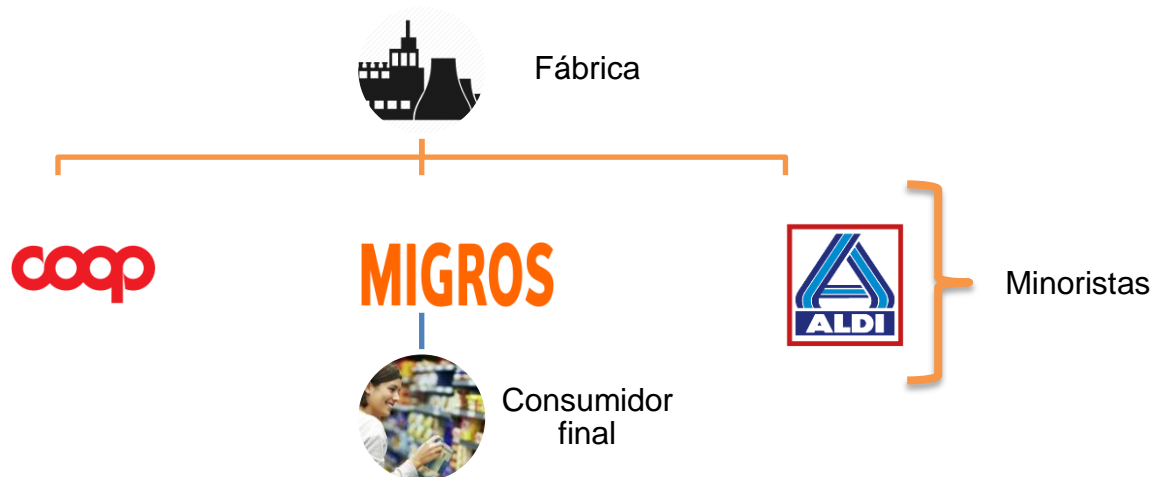 Fábrica
coop
MIGROS
ALDI
Minoristas
Consumidor
final